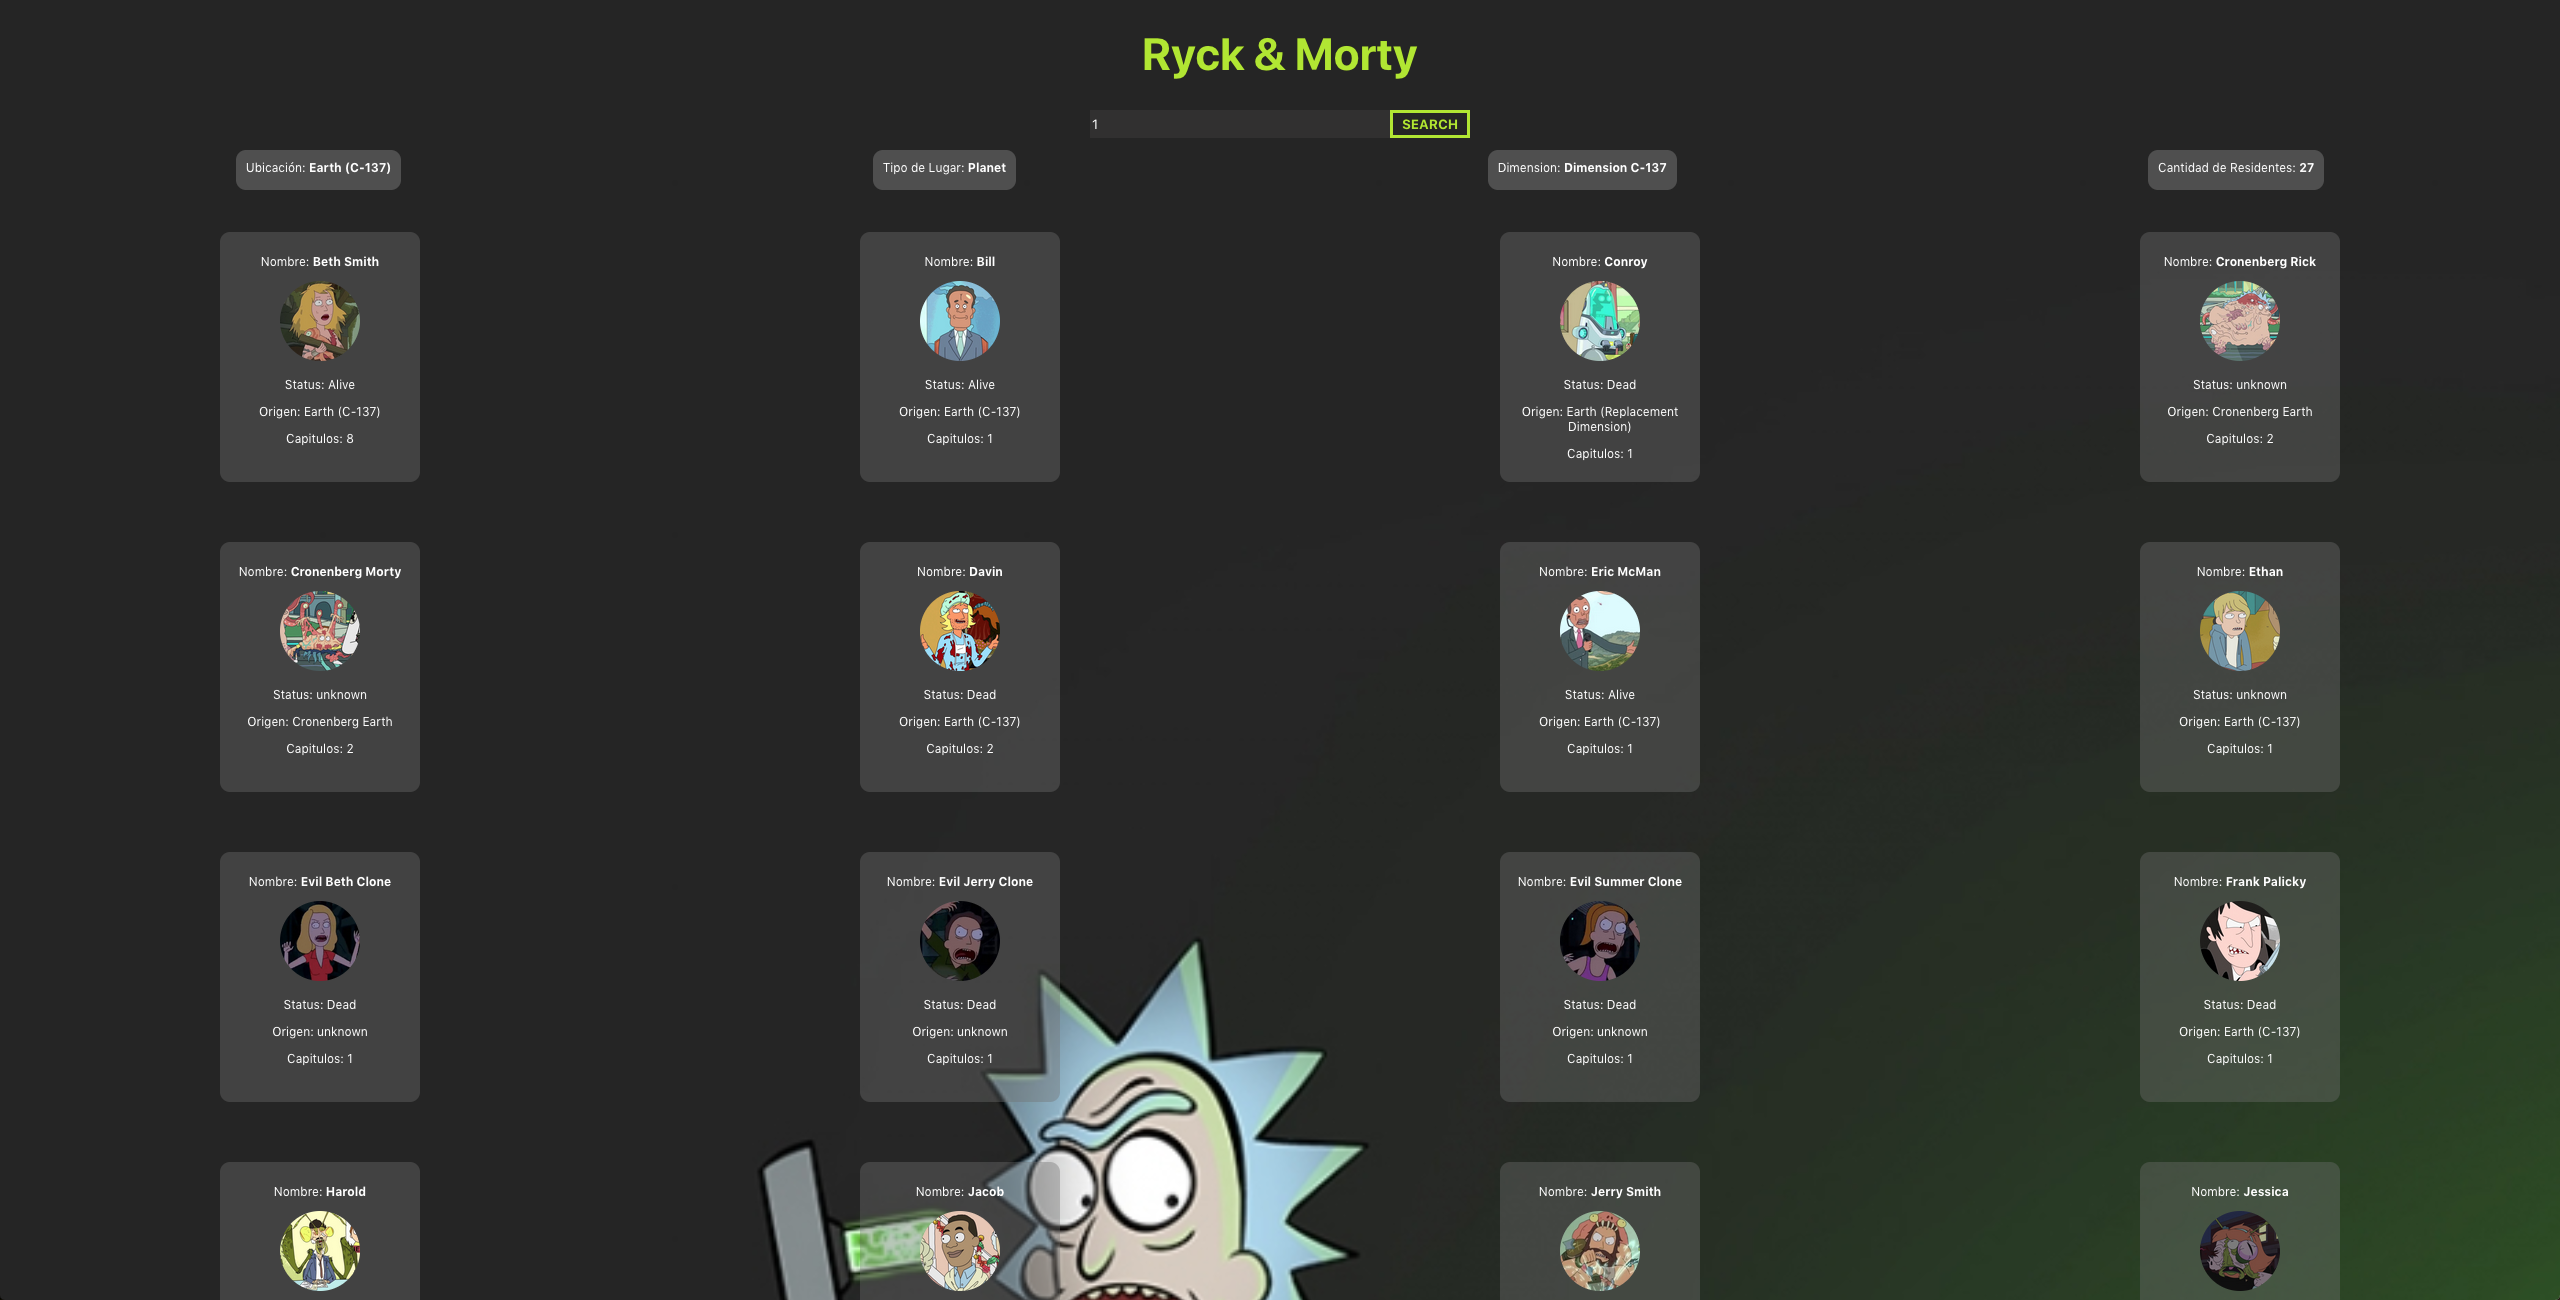 Ryck & Morty
1
SEARCH
Ubicación: Earth (C-137)
Tipo de Lugar: Planet
Dimension: Dimension C-137
Cantidad de Residentes: 27
Nombre: Beth Smith
Status: Alive
Origen: Earth (C-137)
Capitulos: 8
Nombre: Bill
Status: Alive
Origen: Earth (C-137)
Capitulos: 1
Nombre: Conroy
Status: Dead
Origen: Earth (Replacement
Dimension)
Capitulos: 1
Nombre: Cronenberg Rick
Status: unknown
Origen: Cronenberg Earth
Capitulos: 2
Nombre: Cronenberg Morty
Status: unknown
Origen: Cronenberg Earth
Capitulos: 2
Nombre: Davin
Status: Dead
Origen: Earth (C-137)
Capitulos: 2
Nombre: Eric McMan
Status: Alive
Origen: Earth (C-137)
Capitulos: 1
Nombre: Ethan
Status: unknown
Origen: Earth (C-137)
Capitulos: 1
Nombre: Evil Beth Clone
Status: Dead
Origen: unknown
Capitulos: 1
Nombre: Evil Jerry Clone
Status: Dead
Origen: unknown
Capitulos: 1
Nombre: Evil Summer Clone
Status: Dead
Origen: unknown
Capitulos: 1
Nombre: Frank Palicky
Status: Dead
Origen: Earth (C-137)
Capitulos: 1
Nombre: Harold
Nombre: Jacob
Nombre: Jerry Smith
Nombre: Jessica